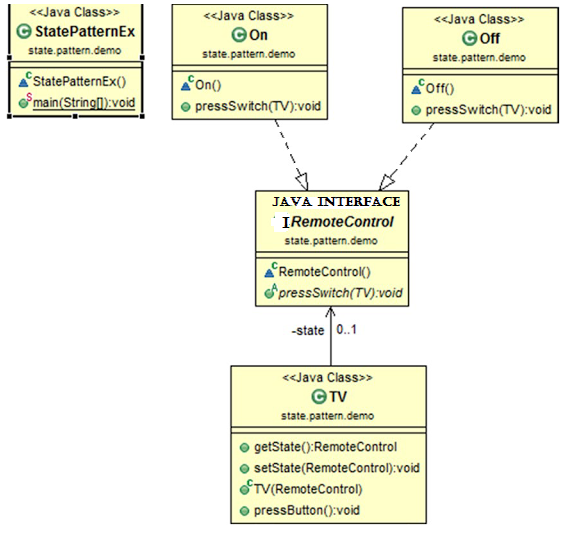 <<Java Class>>
StatePatternEx
state.pattern.demo
StatePatternEx()
main(String[]):void
<<Java Class>>
On
state.pattern.demo
On()
pressSwitch(TV):void
<<Java Class>>
Off
state.pattern.demo
Off()
pressSwitch(TV):void
JAVA INTERFACE
IRemoteControl
state.pattern.demo
RemoteControl()
pressSwitch(TV):void
-state 0..1
<<Java Class>>
TV
state.pattern.demo
getState():RemoteControl
setState(RemoteControl):void
TV(RemoteControl)
pressButton():void